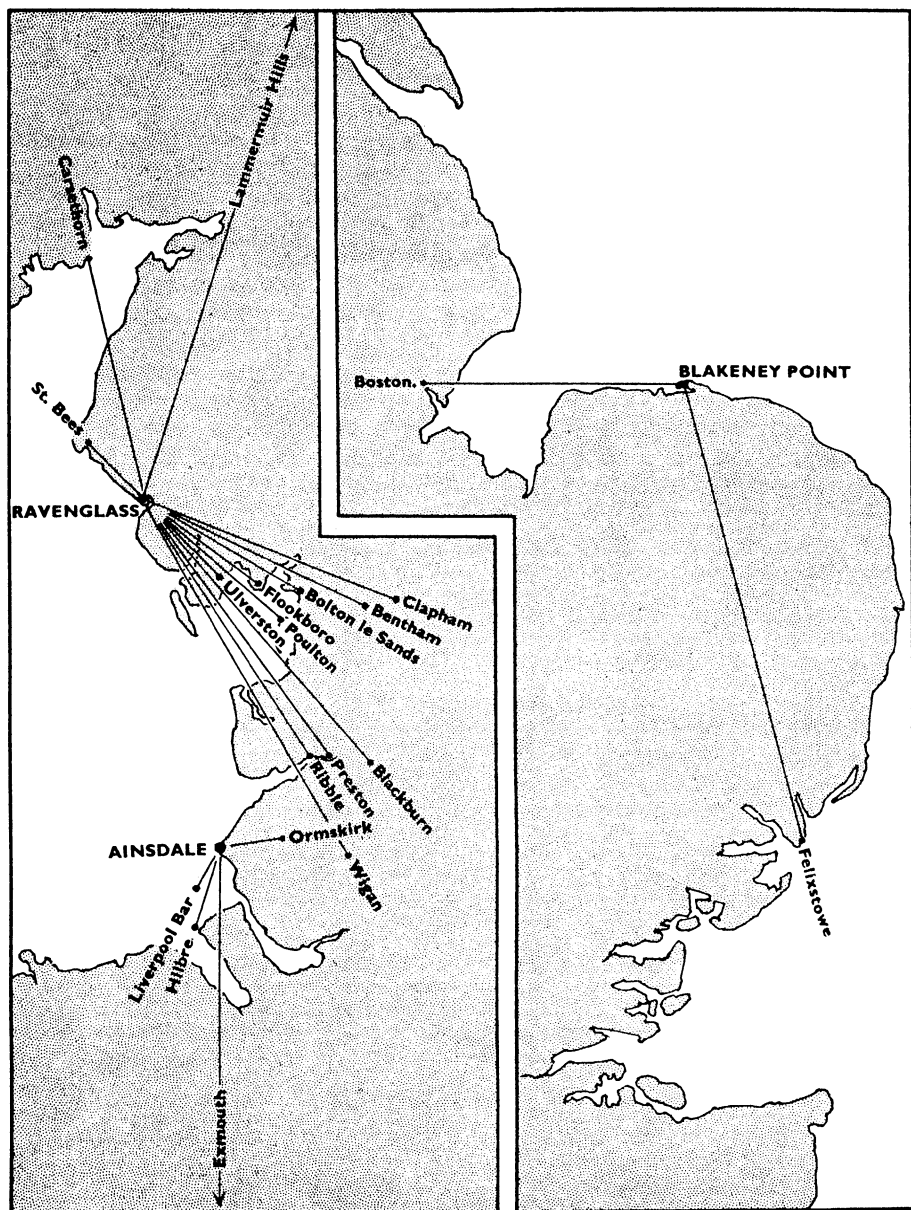 Lammermuir Hills
Carsethorn
St. Bees
RAVENGLASS
Clapham
Bentham
Bolton le Sands
Flookboro
Poulton
Ulverston
Blackburn
Preston
Ribble
Wigan
Ormskirk
AINSDALE
Liverpool Bar
Hilbre
Exmouth
Boston.
BLAKENEY POINT
Felixstowe